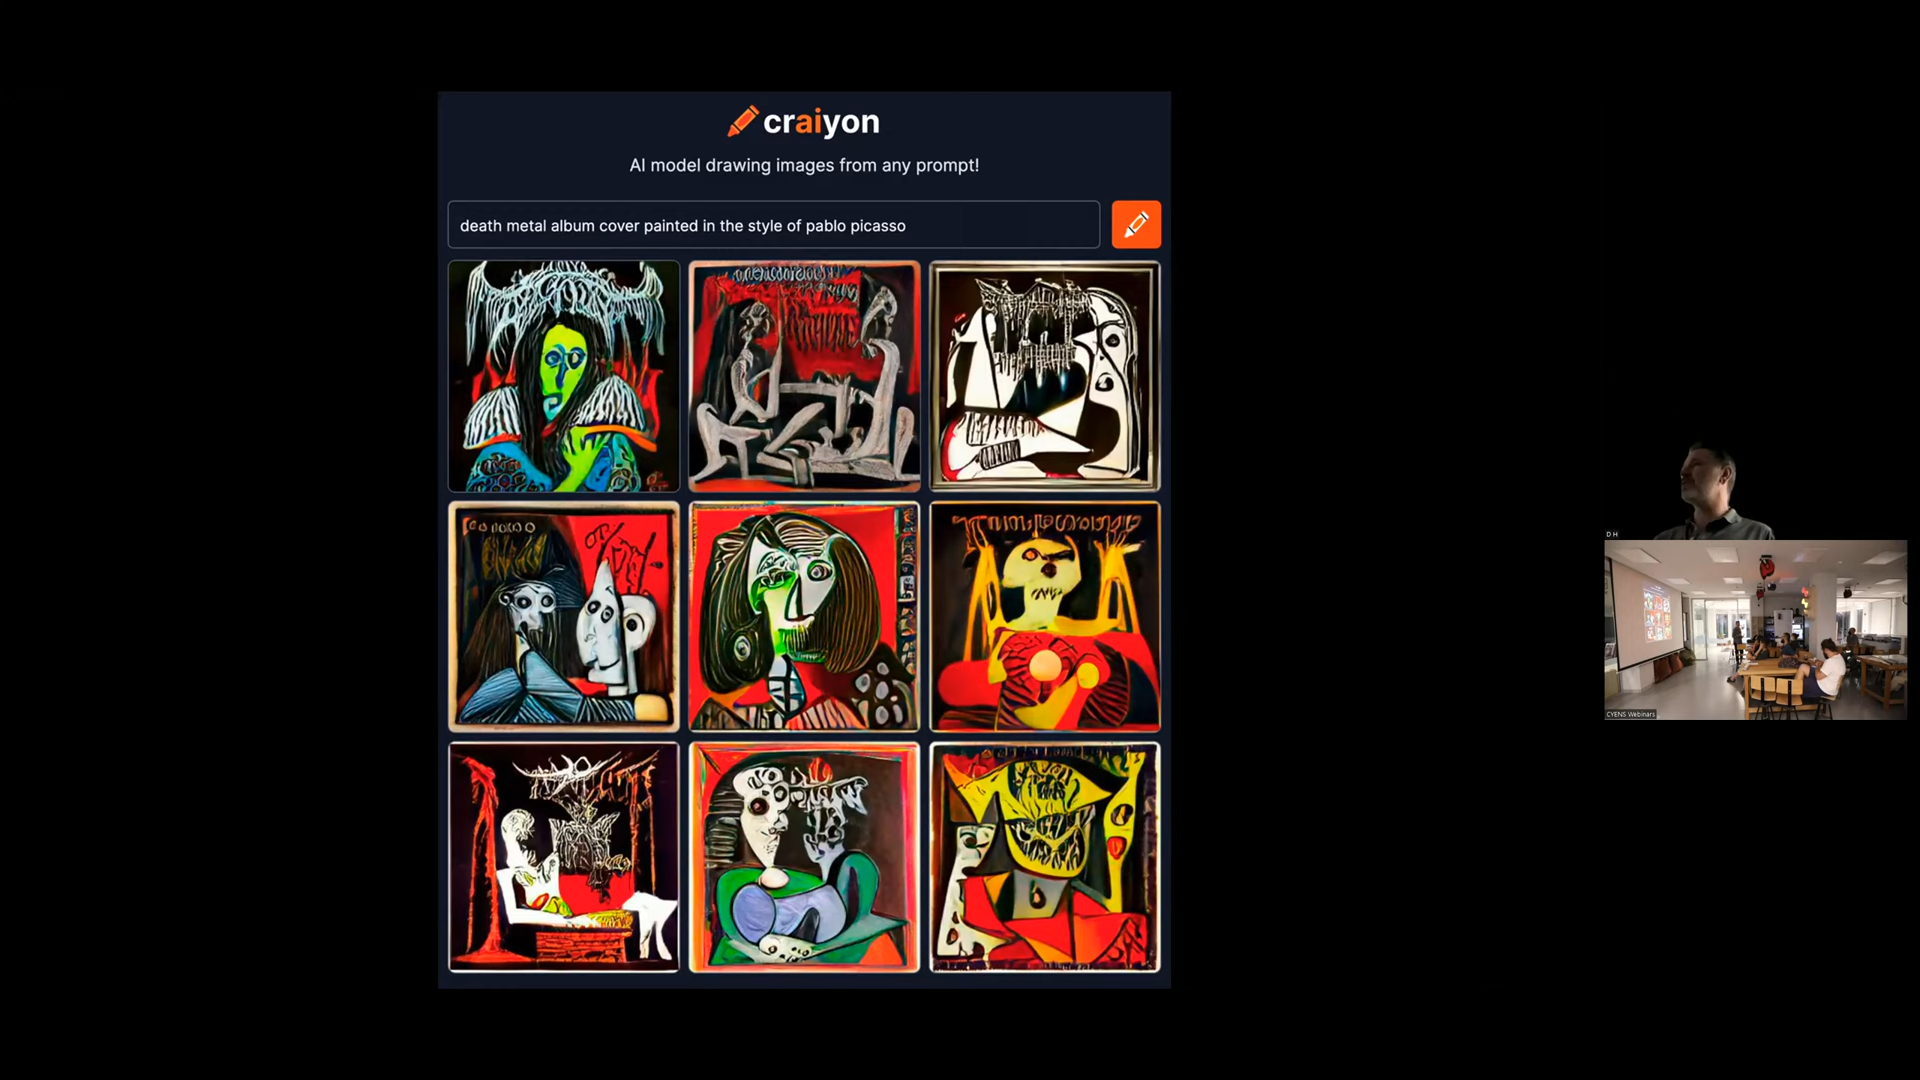 craiyon
AI model drawing images from any prompt!
death metal album cover painted in the style of pablo picasso
D H
CYENS Webinars